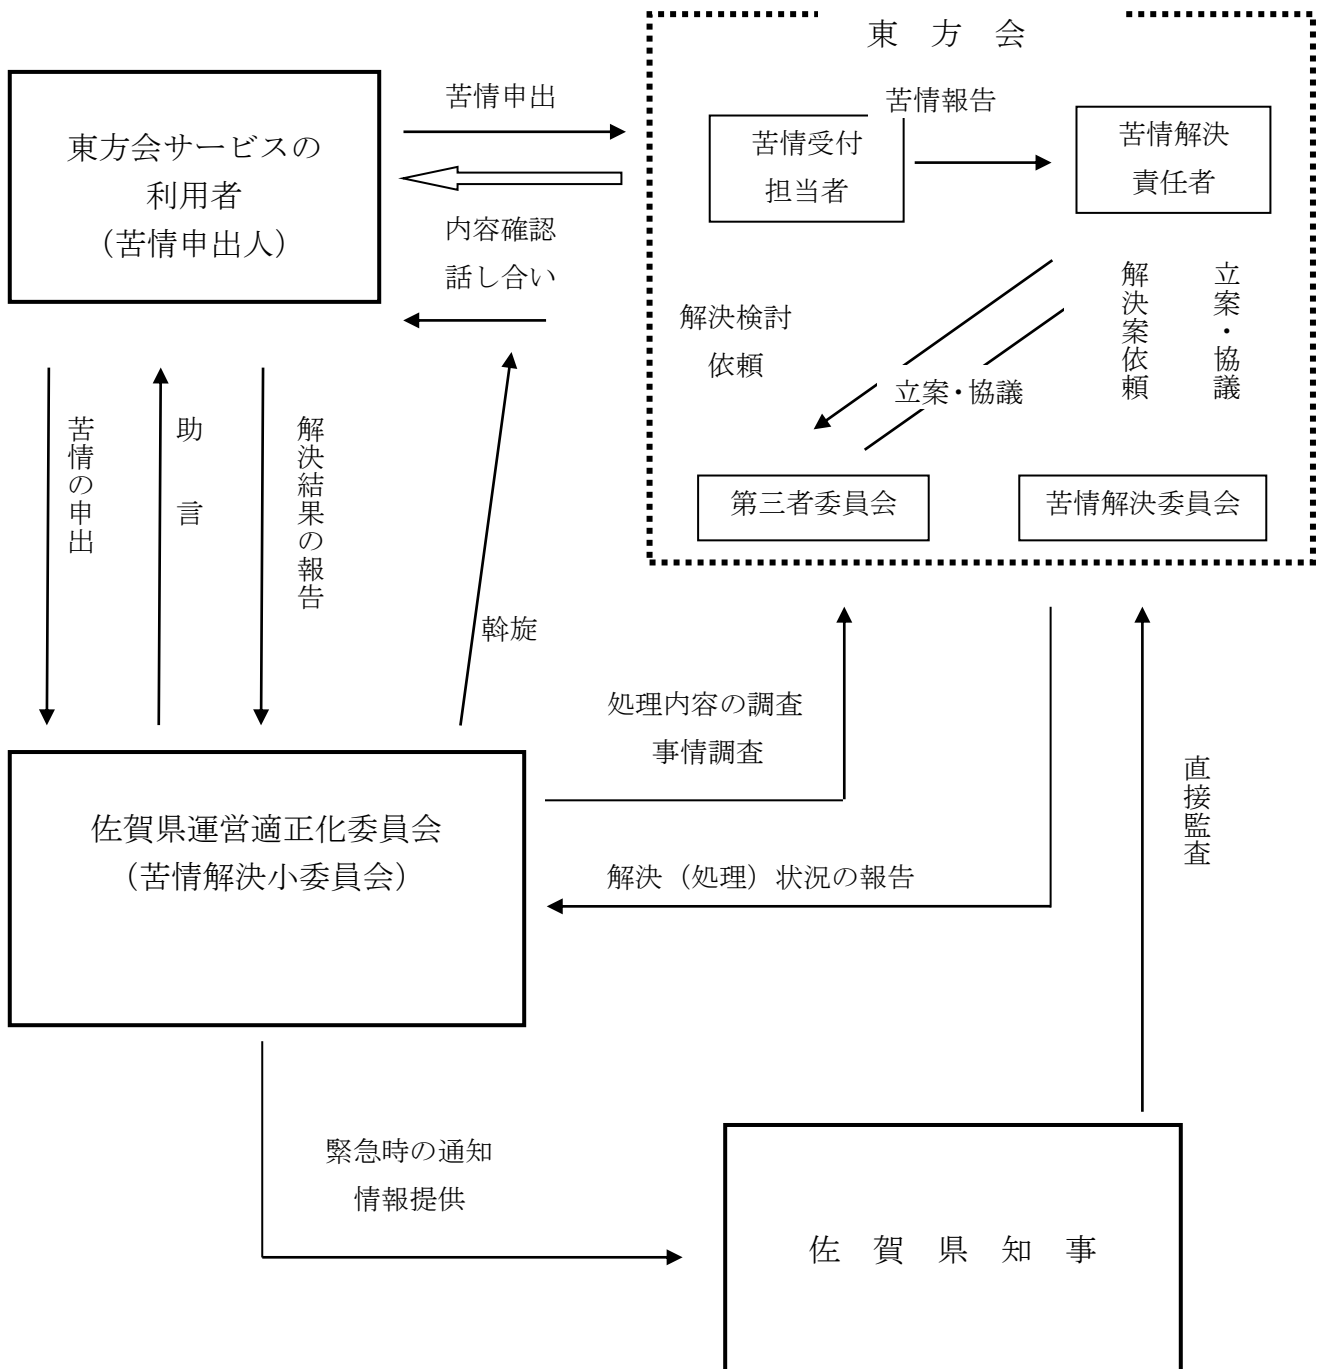 東　方　会
苦情申出
苦情報告
東方会サービスの
利用者
（苦情申出人）
苦情受付
担当者
苦情解決
責任者
内容確認
話し合い
解決検討
依頼
立案・協議
解決案依頼
立案・協議
第三者委員会
苦情解決委員会
苦情の申出
助　言
解決結果の報告
斡旋
処理内容の調査
事情調査
直接監査
佐賀県運営適正化委員会
（苦情解決小委員会）
解決（処理）状況の報告
緊急時の通知
情報提供
佐　賀　県　知　事